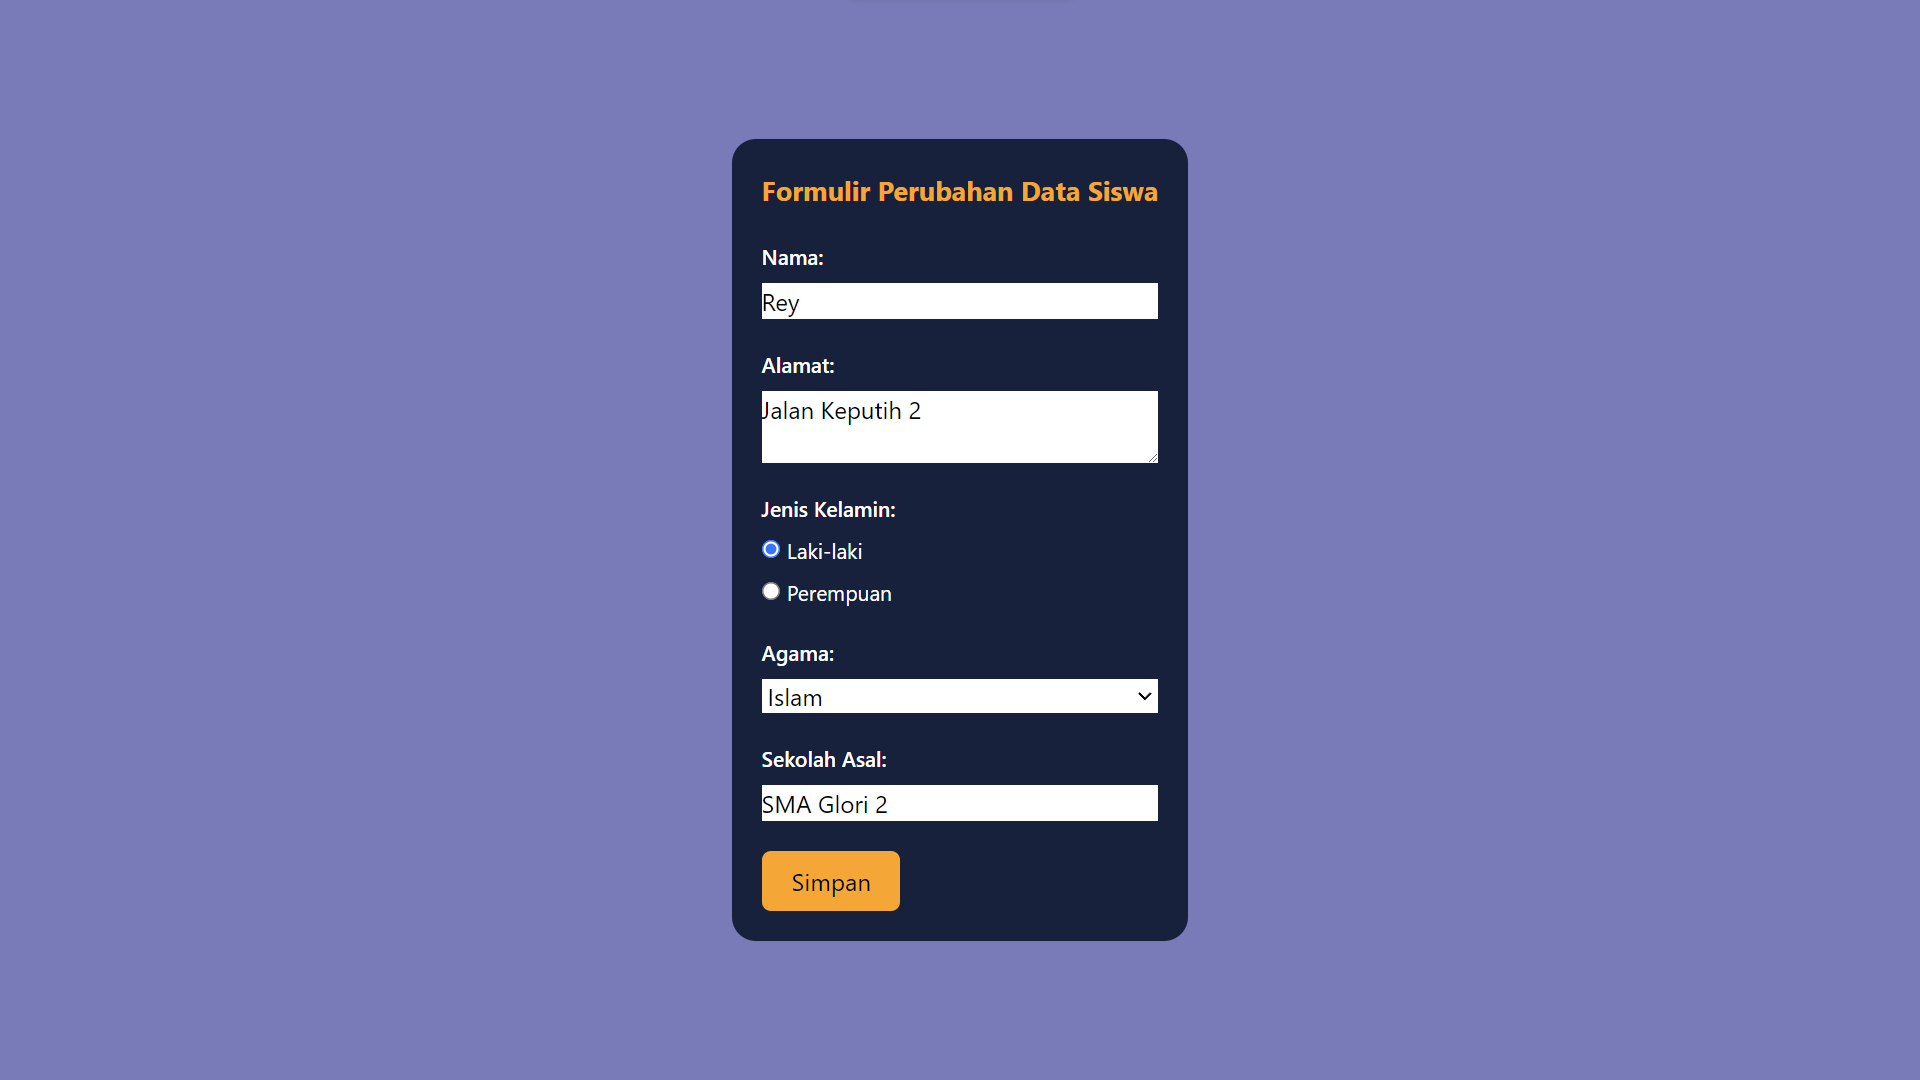 Formulir Perubahan Data Siswa
Nama:
Rey
Alamat:
Jalan Keputih 2
Jenis Kelamin:
Laki-laki
Perempuan
Agama:
Islam
Sekolah Asal:
SMA Glori 2
Simpan